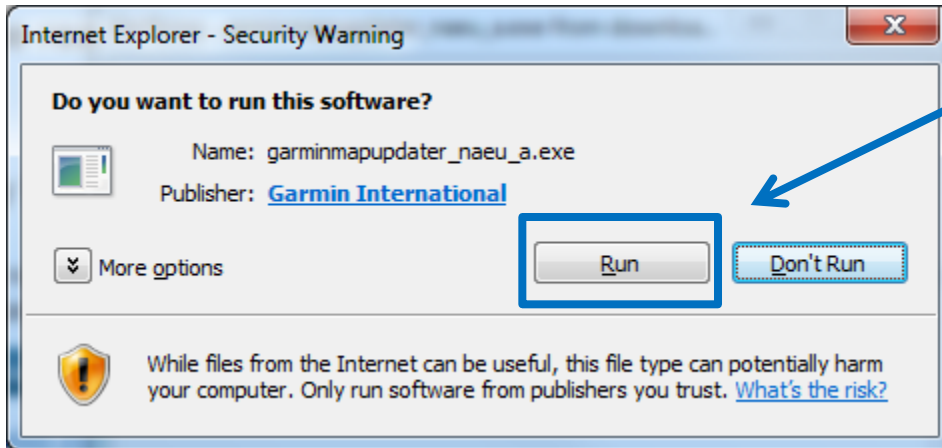 Internet Explorer - Security Warning
Do you want to run this software?
Name: garminmapupdater_naeu_a.exe
Publisher: Garmin International
More options
Run
Don't Run
While files from the Internet can be useful, this file type can potentially harm
your computer. Only run software from publishers you trust. What's the risk?